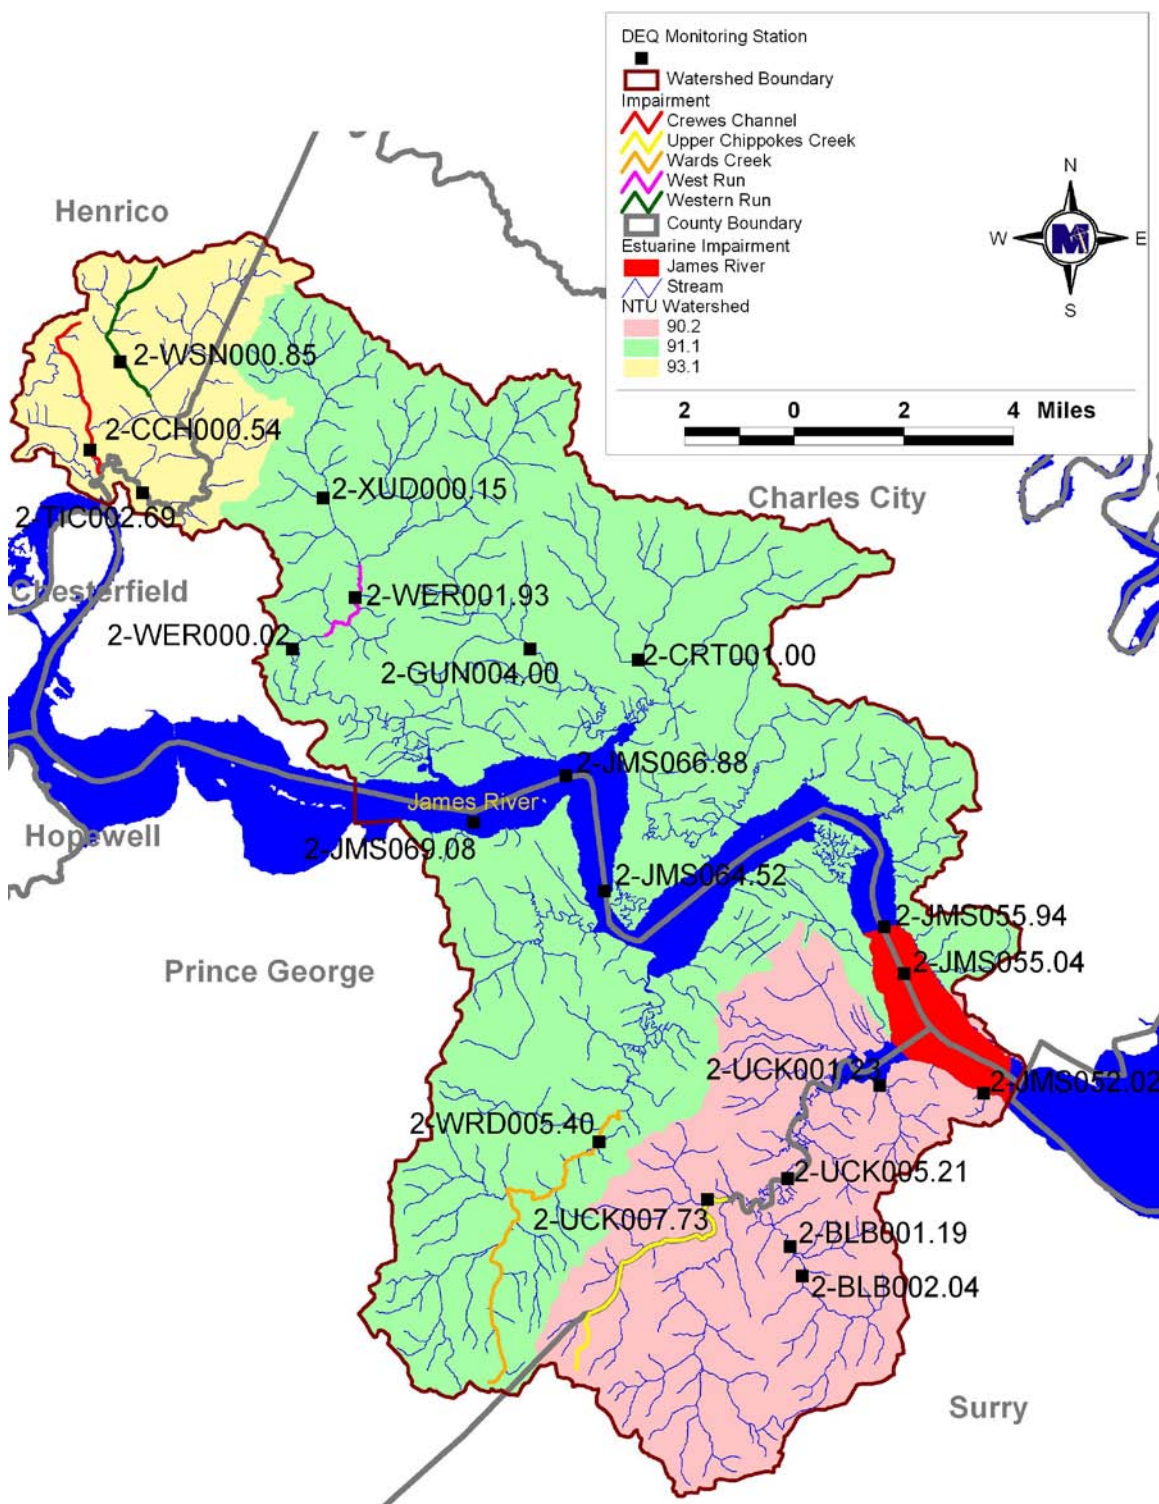 DEQ Monitoring Station
Watershed Boundary
Impairment
Crewes Channel
Upper Chippokes Creek
Wards Creek
West Run
Western Run
County Boundary
Estuarine Impairment
James River
Stream
NTU Watershed
90.2
91.1
93.1
2 0 2 4 Miles
N
W M E
S
Henrico
2-WSN000.85
2-CCH000.54
2-XUD000.15
Charles City
2-TIC002.69
Chesterfield
2-WER001.93
2-WER000.02
2-GUN004.00
2-CRT001.00
2-JMS066.88
James River
Hopewell
2-JMS069.08
2-JMS064.52
2-JMS055.94
2-JMS055.04
Prince George
2-UCK001.23
2-JMS052.02
2-WRD005.40
2-UCK005.21
2-UCK007.73
2-BLB001.19
2-BLB002.04
Surry